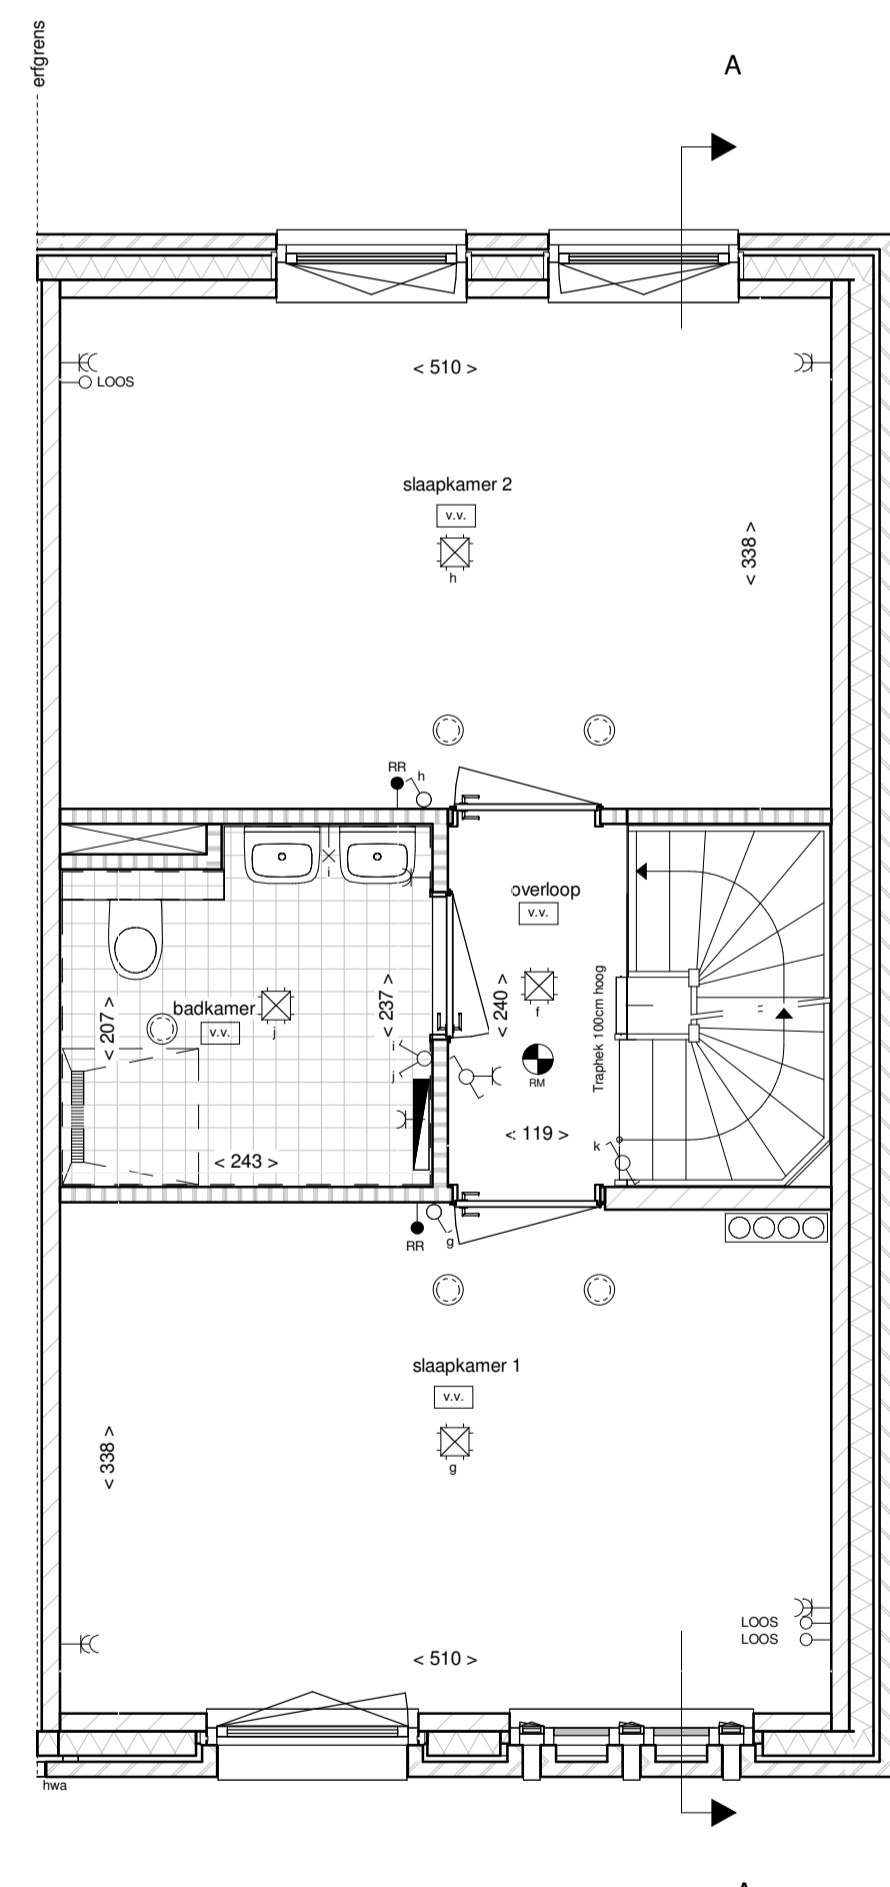 erfgrens
A
< 510 >
LOOS
slaapkamer 2
v.v.
h
< 338 >
RR
h
i
overloop
v.v.
f
RM
Traphek 100cm hoog
< 240 >
< 237 >
badkamer
v.v.
j
< 207 >
i
j
< 119 >
k
< 243 >
RR
g
slaapkamer 1
v.v.
g
< 338 >
LOOS
LOOS
< 510 >
hwa